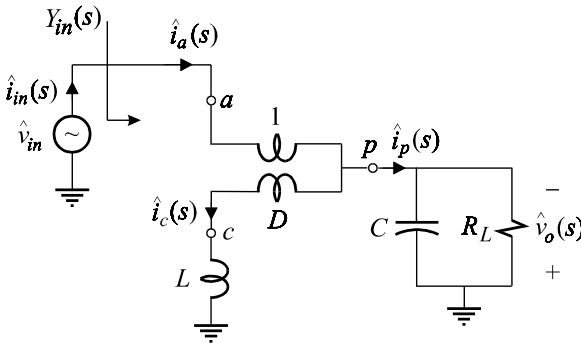 Y_in(s)
î_a(s)
î_in(s)
a
v̂_in
~
1
p
î_p(s)
î_c(s)
D
−
c
C
R_L
v̂_o(s)
L
+